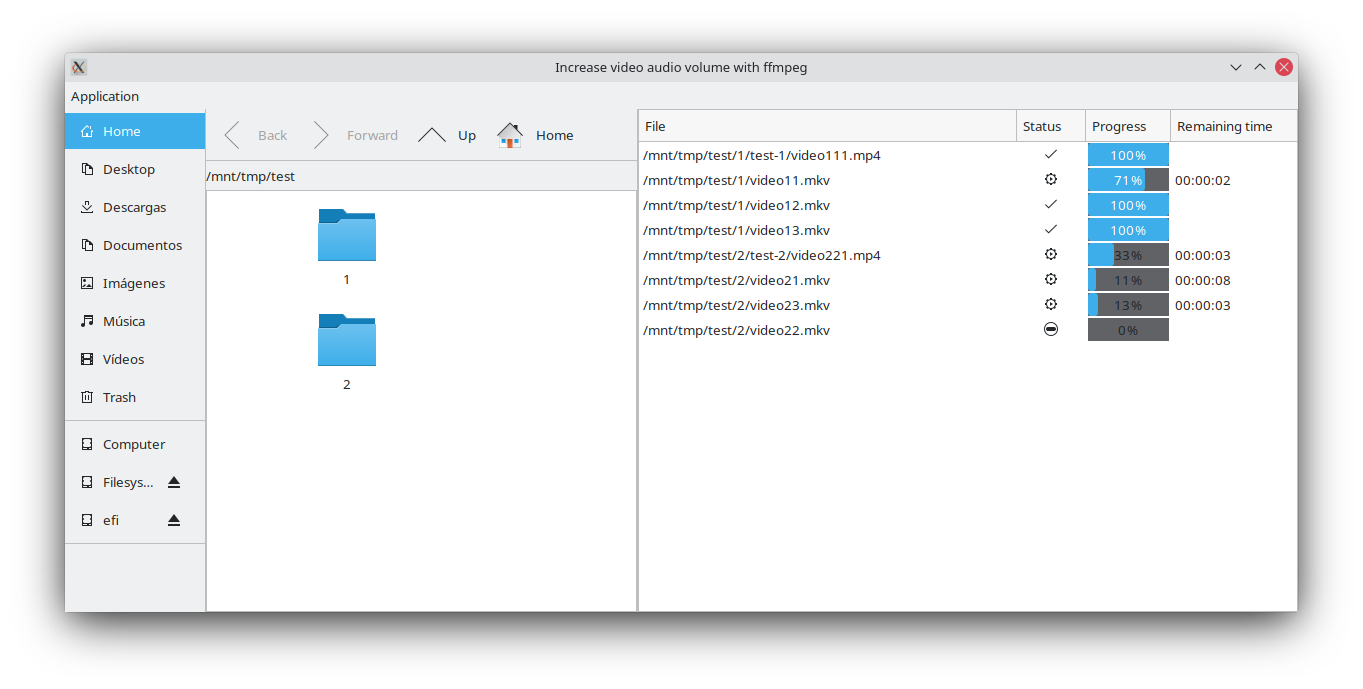 Increase video audio volume with ffmpeg
Application
Home
Desktop
Descargas
Documentos
Imágenes
Música
Vídeos
Trash
Computer
Filesys...
efi
Back Forward Up Home
/mnt/tmp/test
1
2
File Status Progress Remaining time
/mnt/tmp/test/1/test-1/video111.mp4 100%
/mnt/tmp/test/1/video11.mkv 71% 00:00:02
/mnt/tmp/test/1/video12.mkv 100%
/mnt/tmp/test/1/video13.mkv 100%
/mnt/tmp/test/2/test-2/video221.mp4 33% 00:00:03
/mnt/tmp/test/2/video21.mkv 11% 00:00:08
/mnt/tmp/test/2/video23.mkv 13% 00:00:03
/mnt/tmp/test/2/video22.mkv 0%